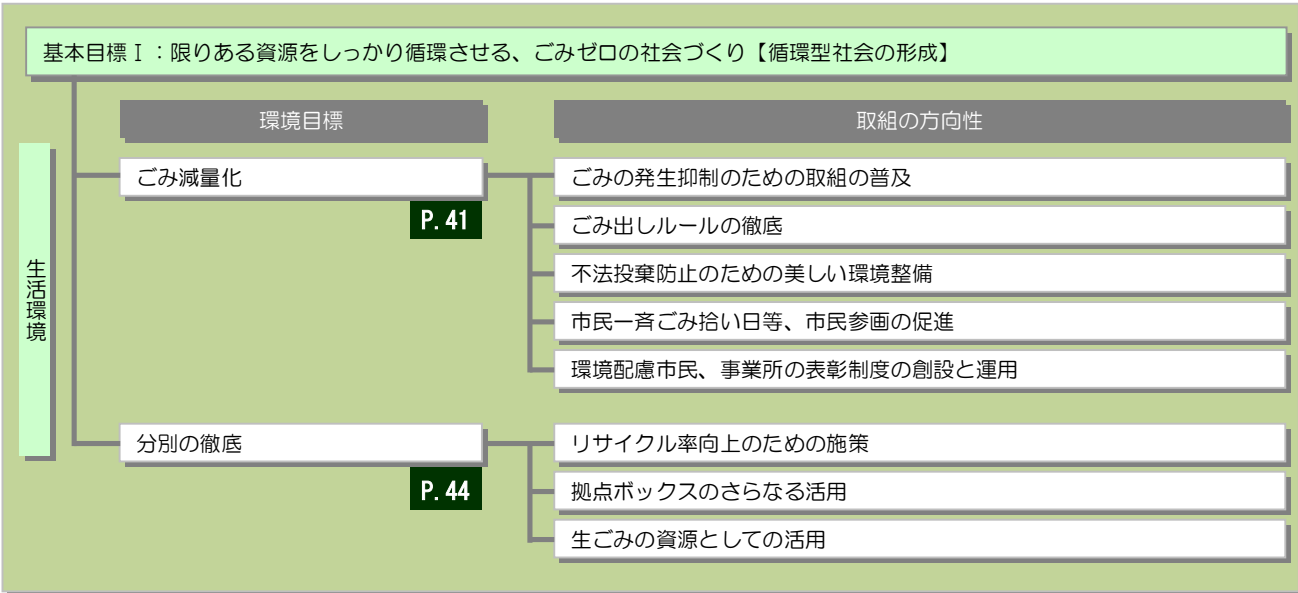 基本目標Ⅰ：限りある資源をしっかり循環させる、ごみゼロの社会づくり【循環型社会の形成】
環境目標
取組の方向性
生活環境
ごみ減量化
P.41
ごみの発生抑制のための取組の普及
ごみ出しルールの徹底
不法投棄防止のための美しい環境整備
市民一斉ごみ拾い日等、市民参画の促進
環境配慮市民、事業所の表彰制度の創設と運用
分別の徹底
P.44
リサイクル率向上のための施策
拠点ボックスのさらなる活用
生ごみの資源としての活用